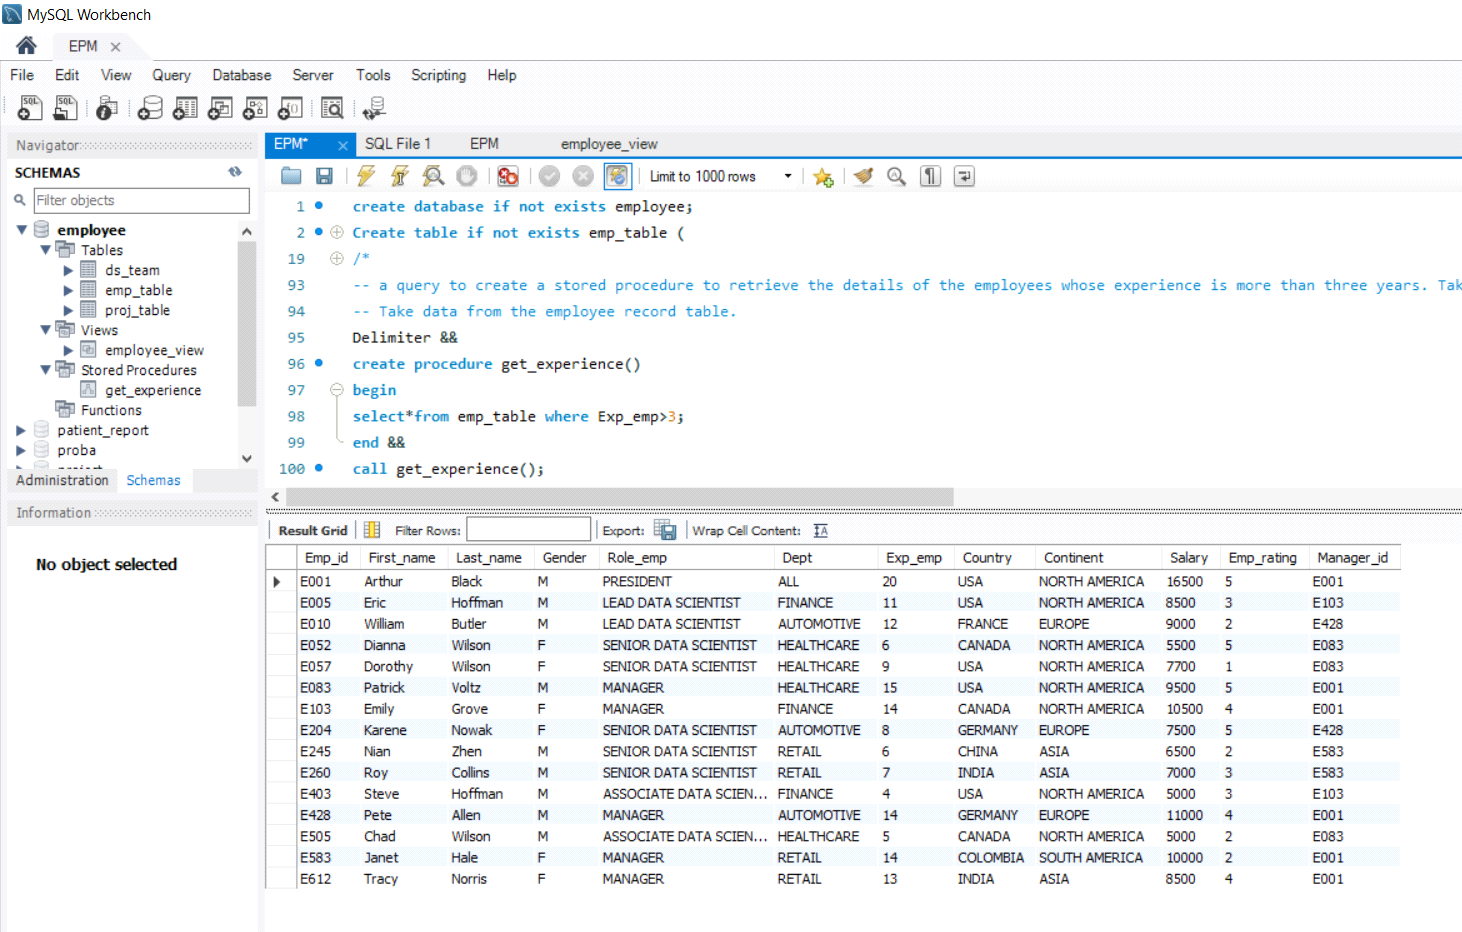 MySQL Workbench
EPM
File Edit View Query Database Server Tools Scripting Help
Navigator
SCHEMAS
Filter objects
employee
Tables
ds_team
emp_table
proj_table
Views
employee_view
Stored Procedures
get_experience
Functions
patient_report
proba
Administration Schemas
Information
No object selected
EPM* SQL File 1 EPM employee_view
Limit to 1000 rows
1 create database if not exists employee;
2 Create table if not exists emp_table (
19 /*
93 -- a query to create a stored procedure to retrieve the details of the employees whose experience is more than three years. Tak
94 -- Take data from the employee record table.
95 Delimiter &&
96 create procedure get_experience()
97 begin
98 select*from emp_table where Exp_emp>3;
99 end &&
100 call get_experience();
Result Grid Filter Rows: Export: Wrap Cell Content:
Emp_id First_name Last_name Gender Role_emp Dept Exp_emp Country Continent Salary Emp_rating Manager_id
E001 Arthur Black M PRESIDENT ALL 20 USA NORTH AMERICA 16500 5 E001
E005 Eric Hoffman M LEAD DATA SCIENTIST FINANCE 11 USA NORTH AMERICA 8500 3 E103
E010 William Butler M LEAD DATA SCIENTIST AUTOMOTIVE 12 FRANCE EUROPE 9000 2 E428
E052 Dianna Wilson F SENIOR DATA SCIENTIST HEALTHCARE 6 CANADA NORTH AMERICA 5500 5 E083
E057 Dorothy Wilson F SENIOR DATA SCIENTIST HEALTHCARE 9 USA NORTH AMERICA 7700 1 E083
E083 Patrick Voltz M MANAGER HEALTHCARE 15 USA NORTH AMERICA 9500 5 E001
E103 Emily Grove F MANAGER FINANCE 14 CANADA NORTH AMERICA 10500 4 E001
E204 Karene Nowak F SENIOR DATA SCIENTIST AUTOMOTIVE 8 GERMANY EUROPE 7500 5 E428
E245 Nian Zhen M SENIOR DATA SCIENTIST RETAIL 6 CHINA ASIA 6500 2 E583
E260 Roy Collins M SENIOR DATA SCIENTIST RETAIL 7 INDIA ASIA 7000 3 E583
E403 Steve Hoffman M ASSOCIATE DATA SCIEN... FINANCE 4 USA NORTH AMERICA 5000 3 E103
E428 Pete Allen M MANAGER AUTOMOTIVE 14 GERMANY EUROPE 11000 4 E001
E505 Chad Wilson M ASSOCIATE DATA SCIEN... HEALTHCARE 5 CANADA NORTH AMERICA 5000 2 E083
E583 Janet Hale F MANAGER RETAIL 14 COLOMBIA SOUTH AMERICA 10000 2 E001
E612 Tracy Norris F MANAGER RETAIL 13 INDIA ASIA 8500 4 E001